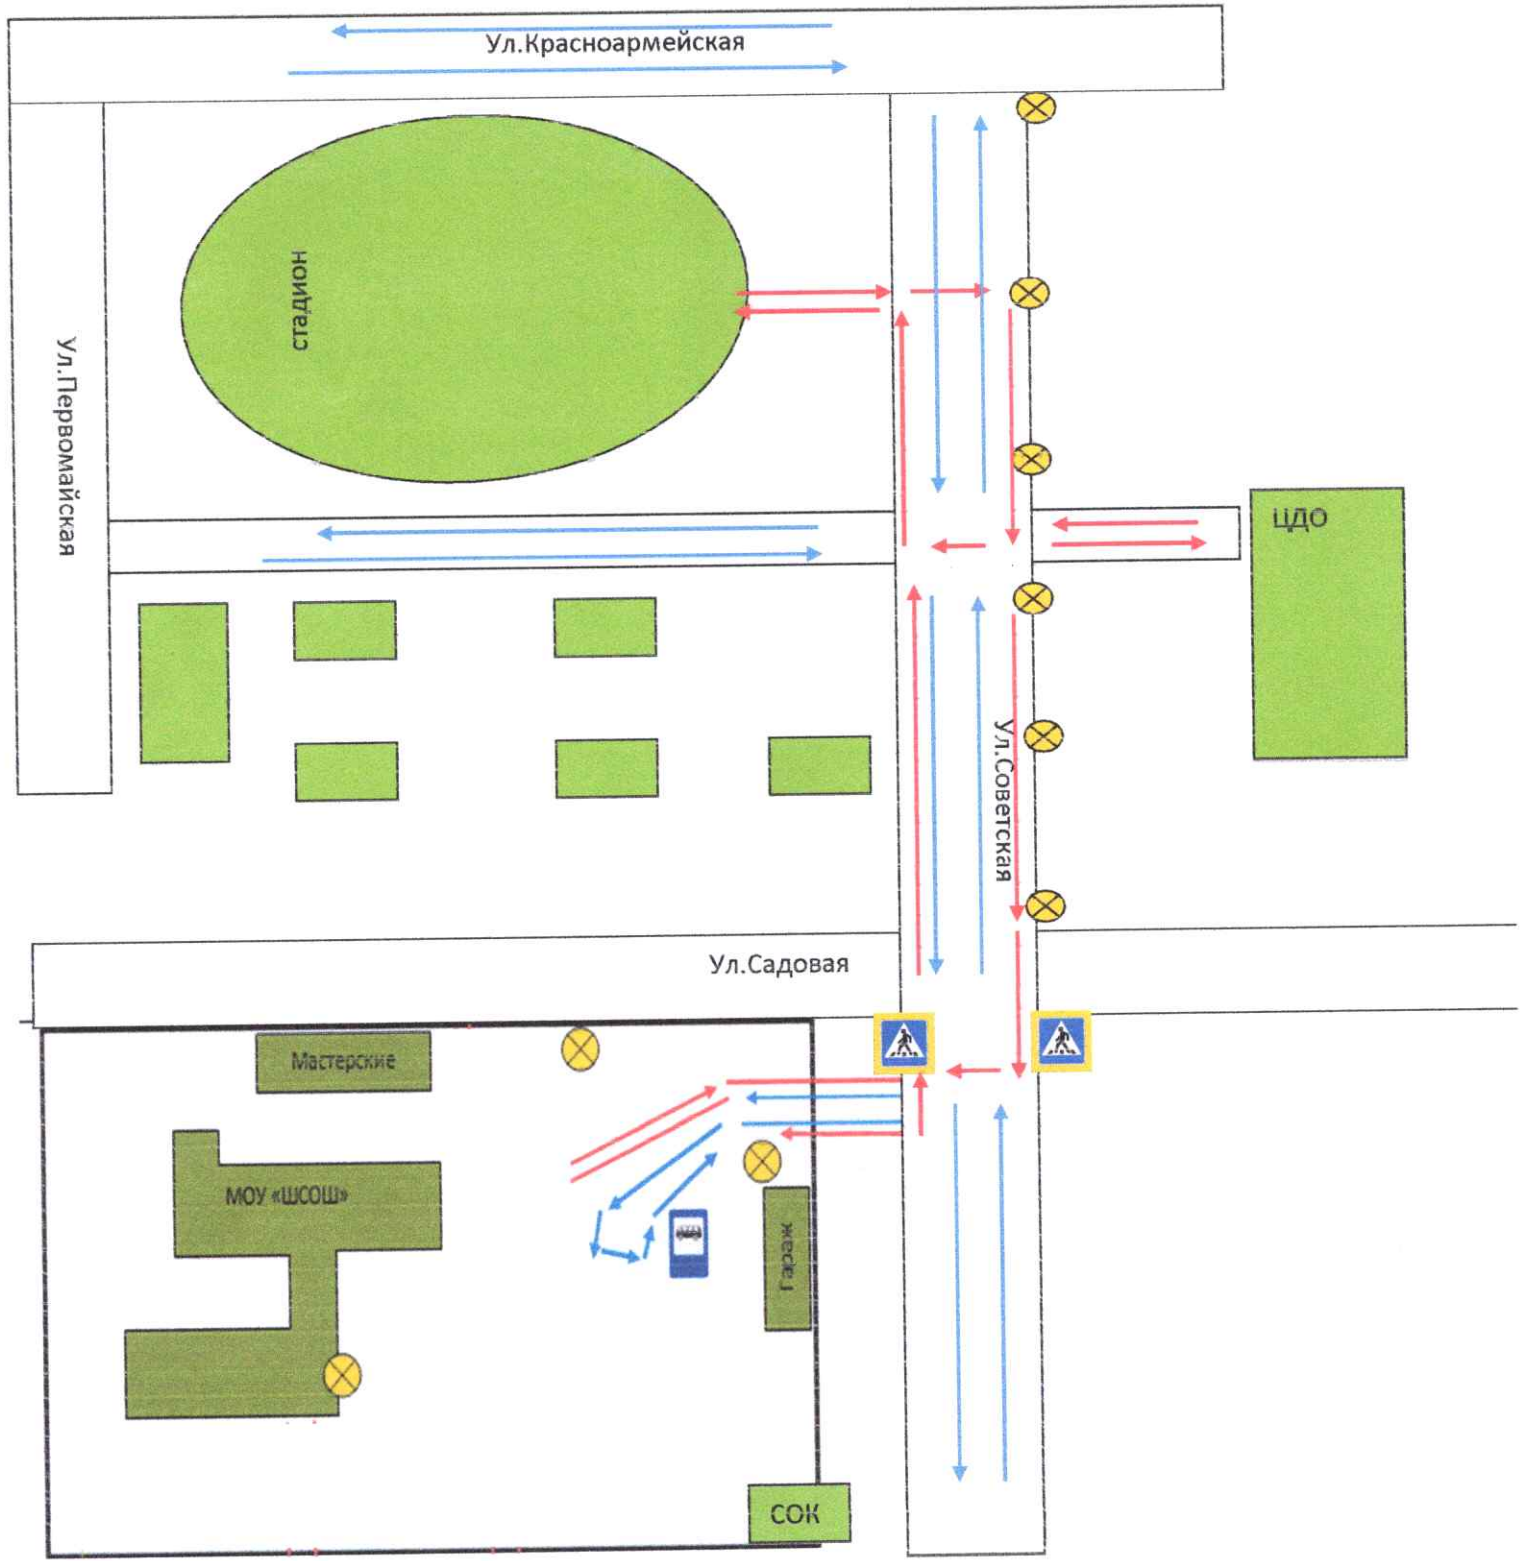 Ул.Красноармейская
стадион
Ул.Первомайская
ЦДО
Ул.Советская
Ул.Садовая
Мастерские
МОУ «ШСОШ»
Гараж
СОК